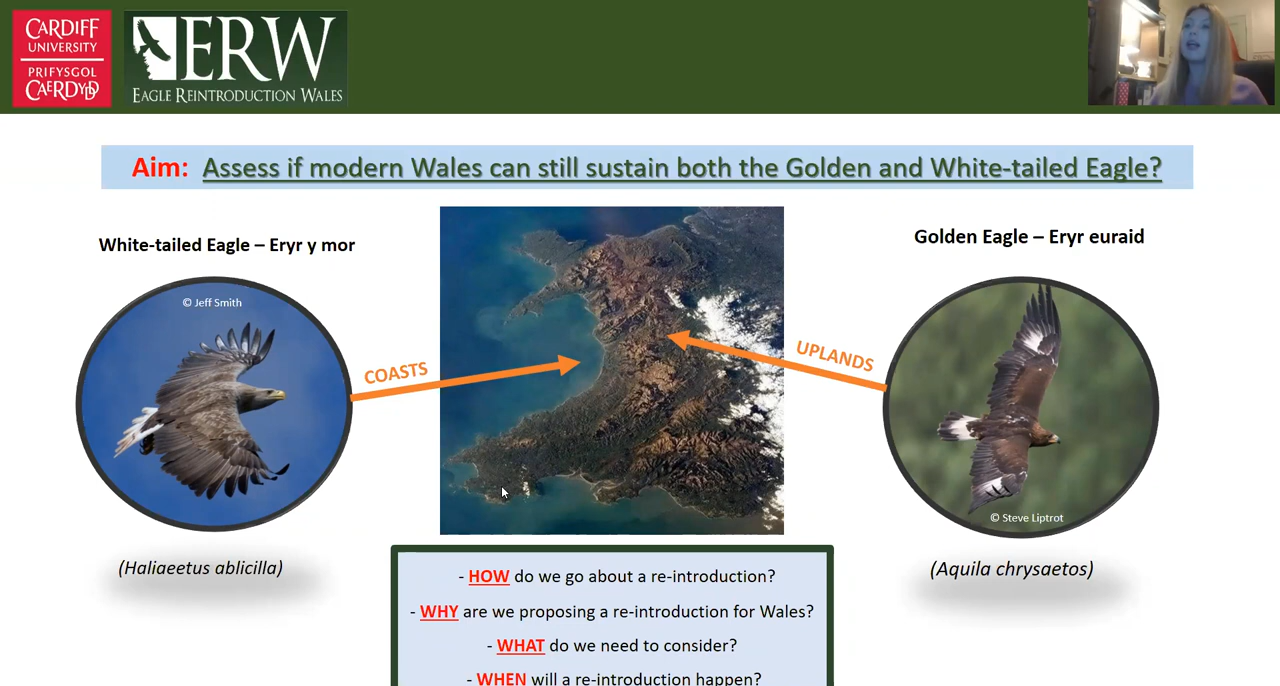 CARDIFF
UNIVERSITY
PRIFYSGOL
CAERDYDD
ERW
EAGLE REINTRODUCTION WALES
Aim: Assess if modern Wales can still sustain both the Golden and White-tailed Eagle?
White-tailed Eagle – Eryr y mor
Golden Eagle – Eryr euraid
© Jeff Smith
COASTS
UPLANDS
© Steve Liptrot
(Haliaeetus ablicilla)
(Aquila chrysaetos)
- HOW do we go about a re-introduction?
- WHY are we proposing a re-introduction for Wales?
- WHAT do we need to consider?
- WHEN will a re-introduction happen?